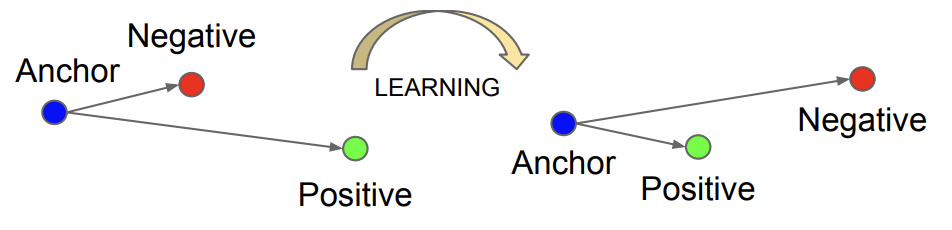 Negative
Anchor
Positive
LEARNING
Anchor
Positive
Negative